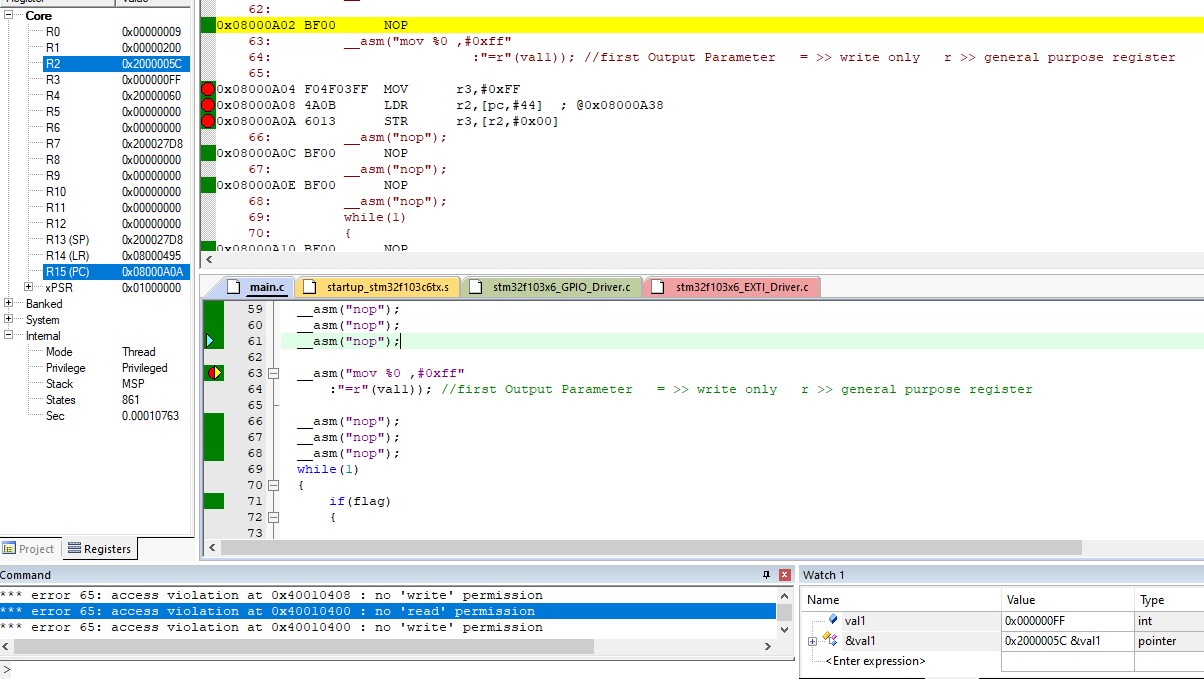 Core
R0 0x00000009
R1 0x00000200
R2 0x2000005C
R3 0x000000FF
R4 0x20000060
R5 0x00000000
R6 0x00000000
R7 0x200027D8
R8 0x00000000
R9 0x00000000
R10 0x00000000
R11 0x00000000
R12 0x00000000
R13 (SP) 0x200027D8
R14 (LR) 0x08000495
R15 (PC) 0x08000A0A
xPSR 0x01000000
Banked
System
Internal
Mode Thread
Privilege Privileged
Stack MSP
States 861
Sec 0.00010763
Project Registers
62:
0x08000A02 BF00 NOP
63: __asm("mov %0 ,#0xff"
64: :"=r"(val1)); //first Output Parameter = >> write only r >> general purpose register
65:
0x08000A04 F04F03FF MOV r3,#0xFF
0x08000A08 4A0B LDR r2,[pc,#44] ; @0x08000A38
0x08000A0A 6013 STR r3,[r2,#0x00]
66: __asm("nop");
0x08000A0C BF00 NOP
67: __asm("nop");
0x08000A0E BF00 NOP
68: __asm("nop");
69: while(1)
70: {
0x08000A10 BF00 NOP
main.c startup_stm32f103c6tx.s stm32f103x6_GPIO_Driver.c stm32f103x6_EXTI_Driver.c
59 __asm("nop");
60 __asm("nop");
61 __asm("nop");
62
63 __asm("mov %0 ,#0xff"
64 :"=r"(val1)); //first Output Parameter = >> write only r >> general purpose register
65
66 __asm("nop");
67 __asm("nop");
68 __asm("nop");
69 while(1)
70 {
71 if(flag)
72 {
73
Command
*** error 65: access violation at 0x40010408 : no 'write' permission
*** error 65: access violation at 0x40010400 : no 'read' permission
*** error 65: access violation at 0x40010400 : no 'write' permission
>
Watch 1
Name Value Type
val1 0x000000FF int
&val1 0x2000005C &val1 pointer
<Enter expression>